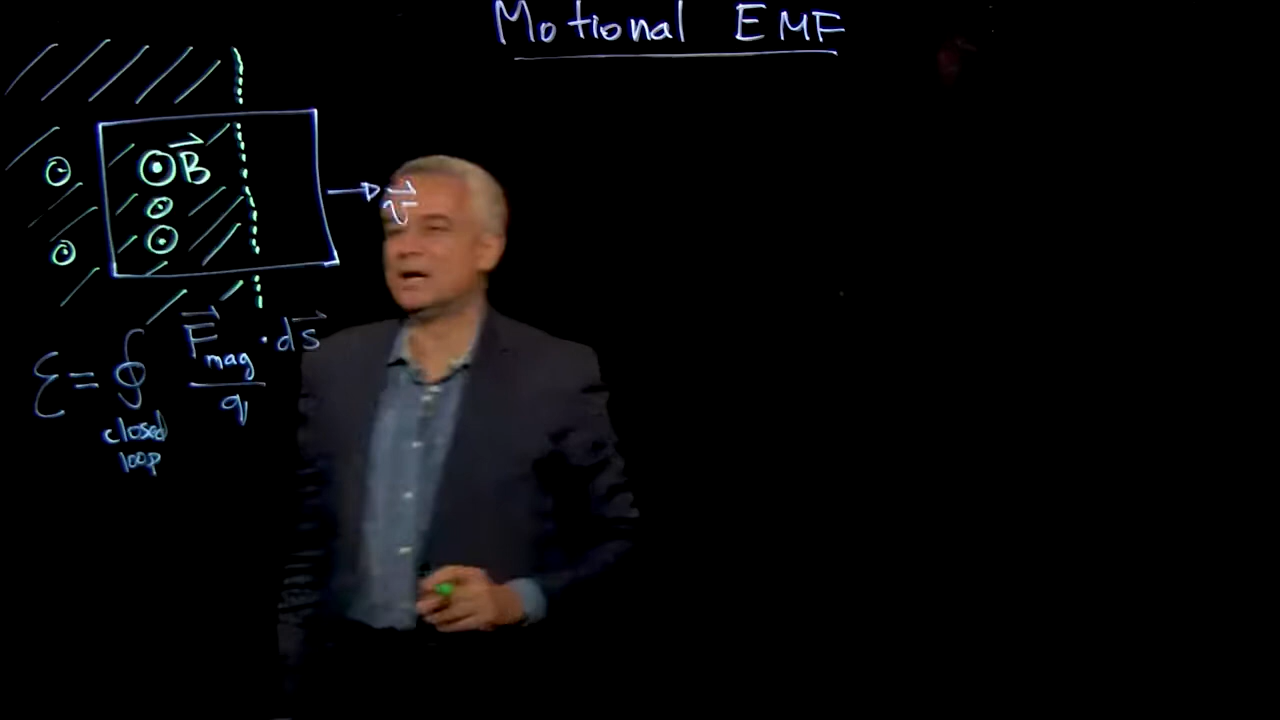 Motional EMF
B
v
ℰ = ∮ F mag / q · ds
closed
loop